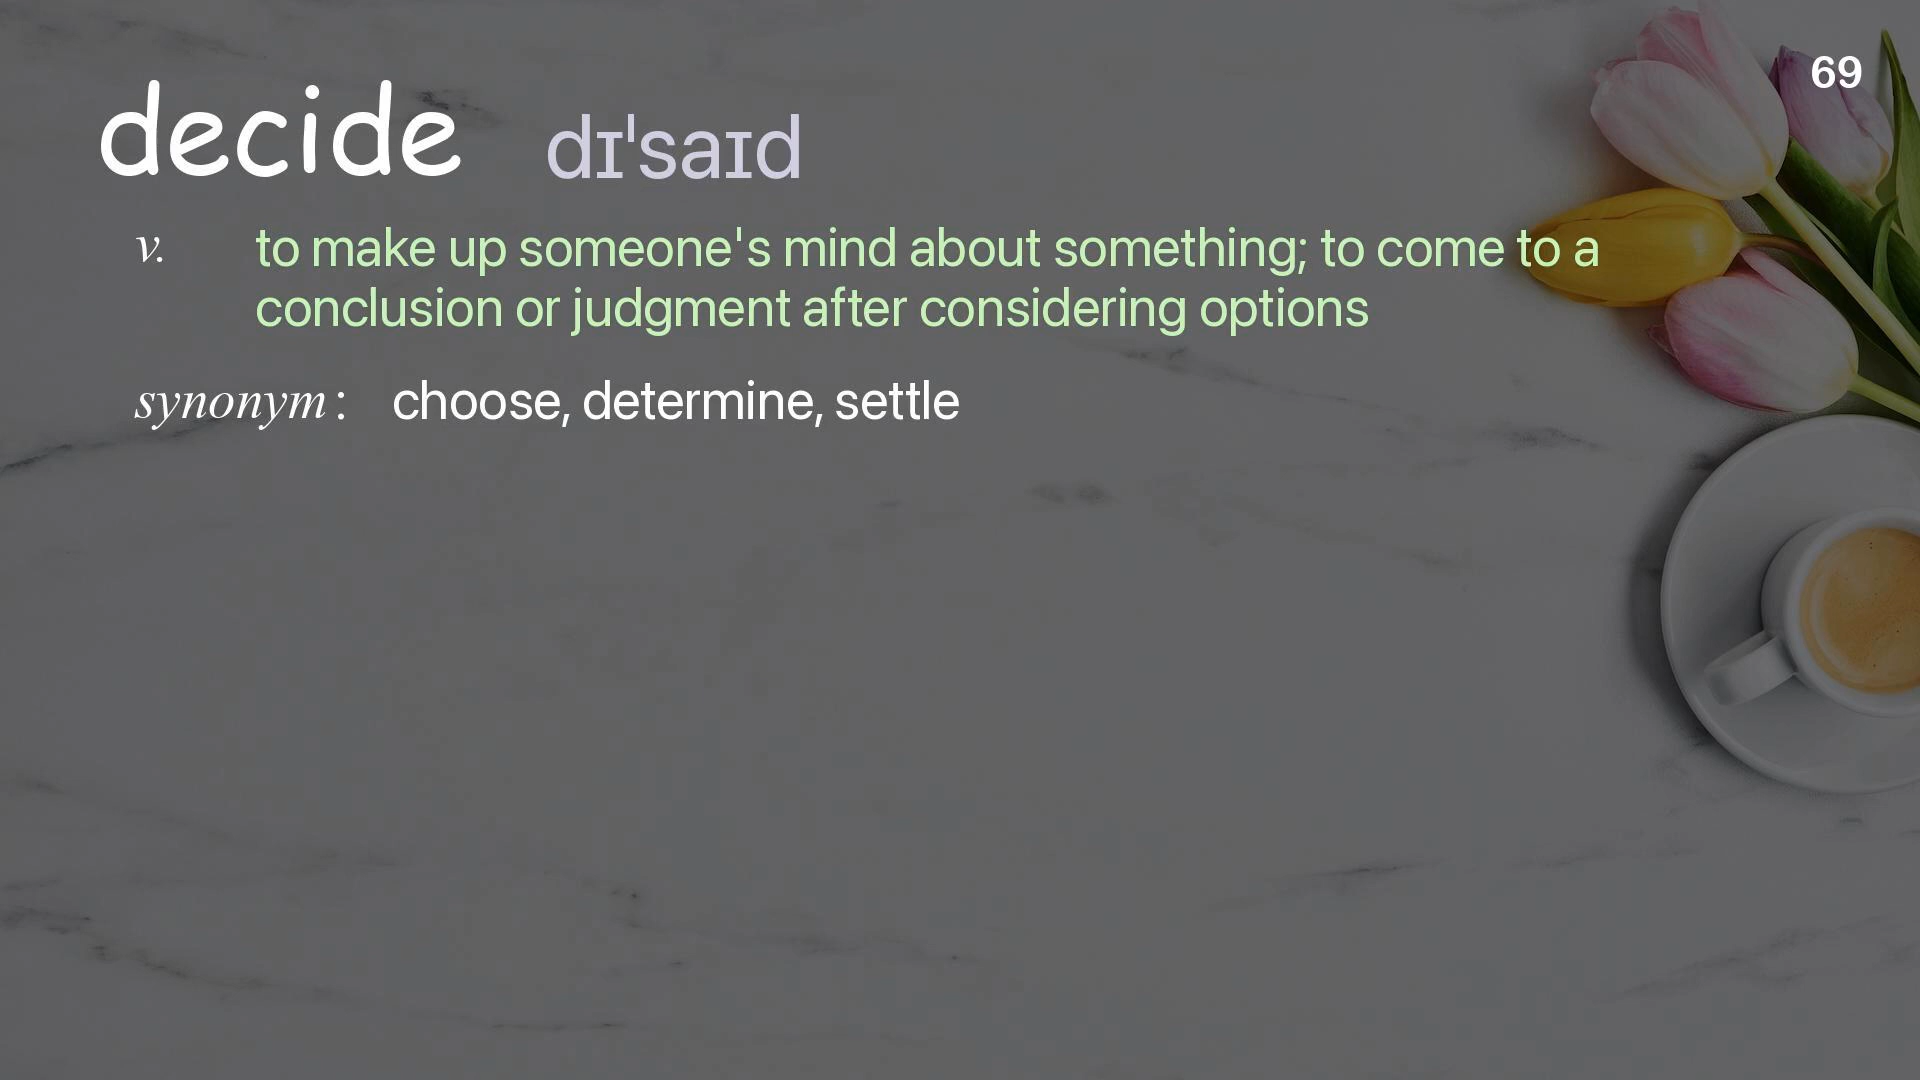 69
decide dɪˈsaɪd
v. to make up someone's mind about something; to come to a
conclusion or judgment after considering options
synonym: choose, determine, settle